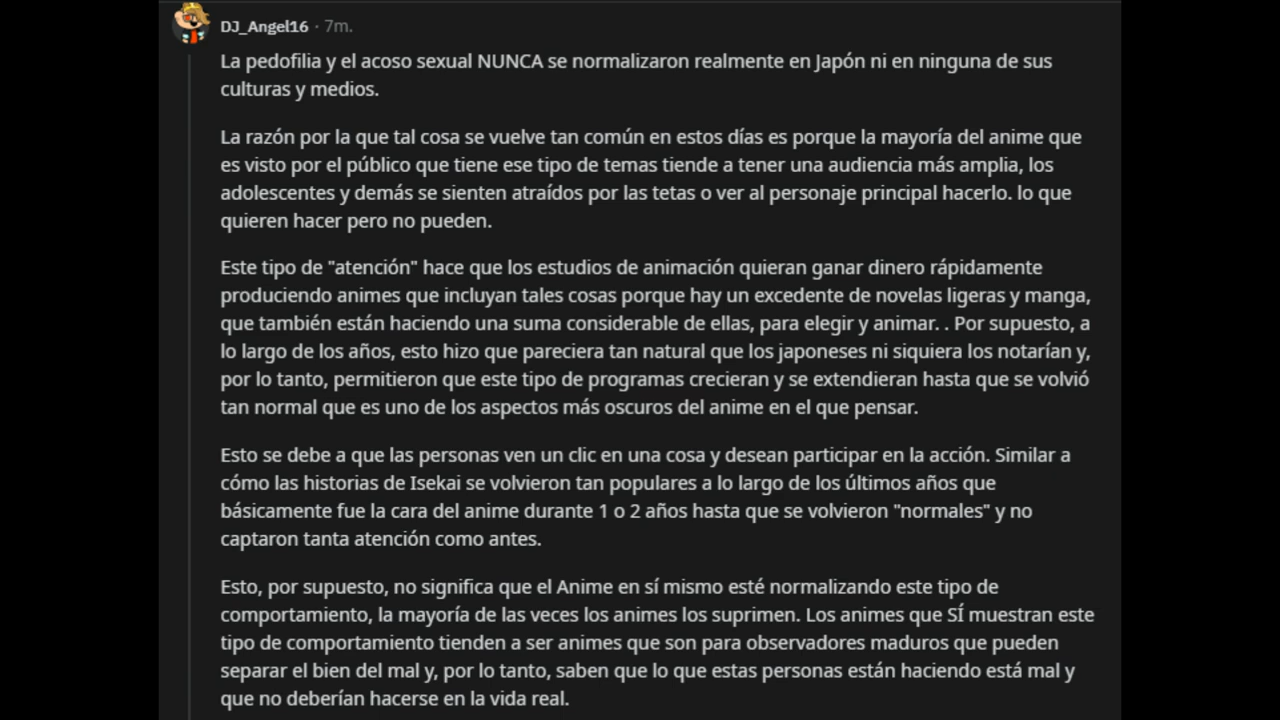 DJ_Angel16 · 7m.
La pedofilia y el acoso sexual NUNCA se normalizaron realmente en Japón ni en ninguna de sus
culturas y medios.
La razón por la que tal cosa se vuelve tan común en estos días es porque la mayoría del anime que
es visto por el público que tiene ese tipo de temas tiende a tener una audiencia más amplia, los
adolescentes y demás se sienten atraídos por las tetas o ver al personaje principal hacerlo. lo que
quieren hacer pero no pueden.
Este tipo de "atención" hace que los estudios de animación quieran ganar dinero rápidamente
produciendo animes que incluyan tales cosas porque hay un excedente de novelas ligeras y manga,
que también están haciendo una suma considerable de ellas, para elegir y animar. . Por supuesto, a
lo largo de los años, esto hizo que pareciera tan natural que los japoneses ni siquiera los notarían y,
por lo tanto, permitieron que este tipo de programas crecieran y se extendieran hasta que se volvió
tan normal que es uno de los aspectos más oscuros del anime en el que pensar.
Esto se debe a que las personas ven un clic en una cosa y desean participar en la acción. Similar a
cómo las historias de Isekai se volvieron tan populares a lo largo de los últimos años que
básicamente fue la cara del anime durante 1 o 2 años hasta que se volvieron "normales" y no
captaron tanta atención como antes.
Esto, por supuesto, no significa que el Anime en sí mismo esté normalizando este tipo de
comportamiento, la mayoría de las veces los animes los suprimen. Los animes que SÍ muestran este
tipo de comportamiento tienden a ser animes que son para observadores maduros que pueden
separar el bien del mal y, por lo tanto, saben que lo que estas personas están haciendo está mal y
que no deberían hacerse en la vida real.